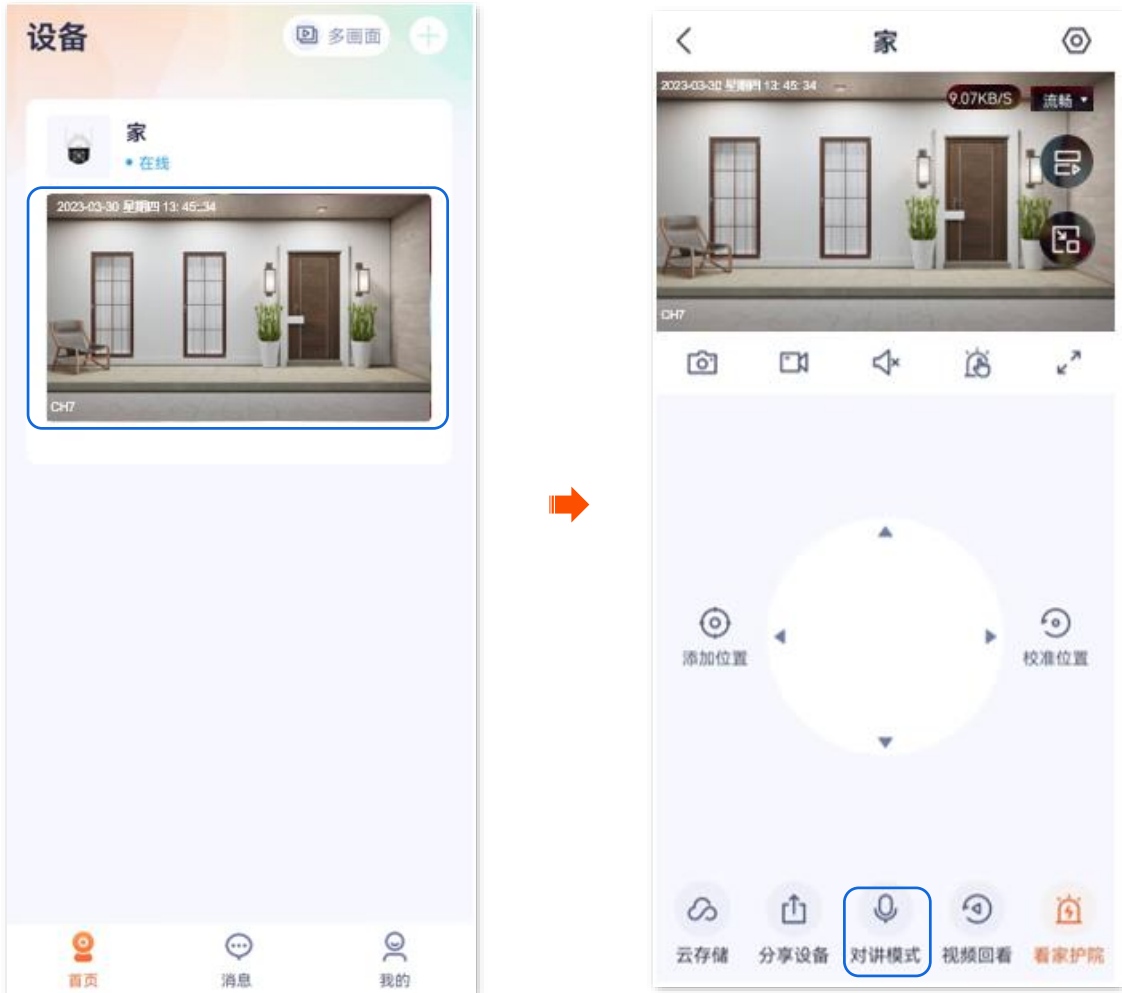 设备
多画面
家
在线
2023-03-30 星期四 13:45:34
CH7
首页
消息
我的
家
2023-03-30 星期四 13:45:34
9.07KB/S
流畅
CH7
添加位置
校准位置
云存储
分享设备
对讲模式
视频回看
看家护院